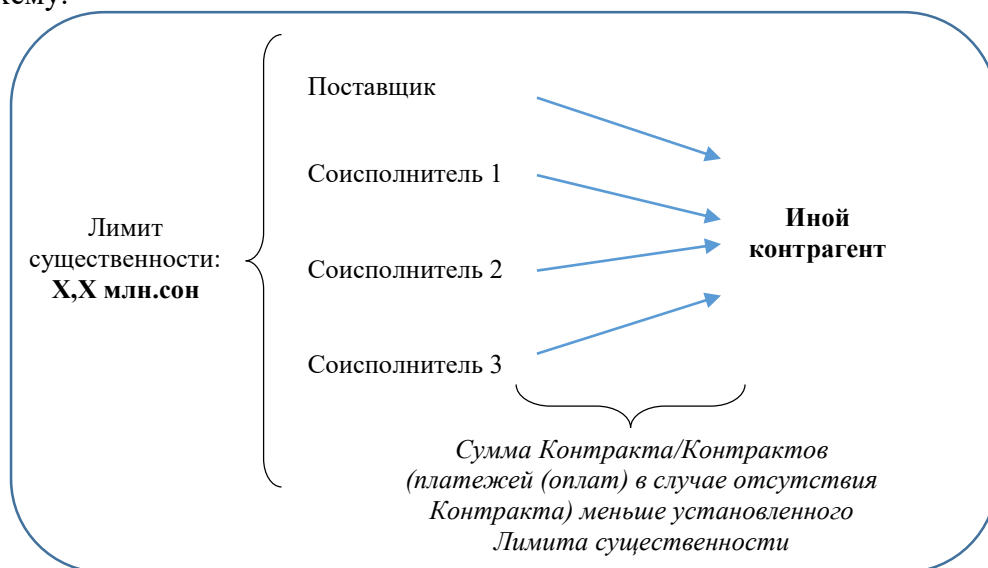 хему:
Поставщик
Соисполнитель 1
Соисполнитель 2
Соисполнитель 3
Лимит
существенности:
Х,Х млн.сон
Иной
контрагент
Сумма Контракта/Контрактов
(платежей (оплат) в случае отсутствия
Контракта) меньше установленного
Лимита существенности